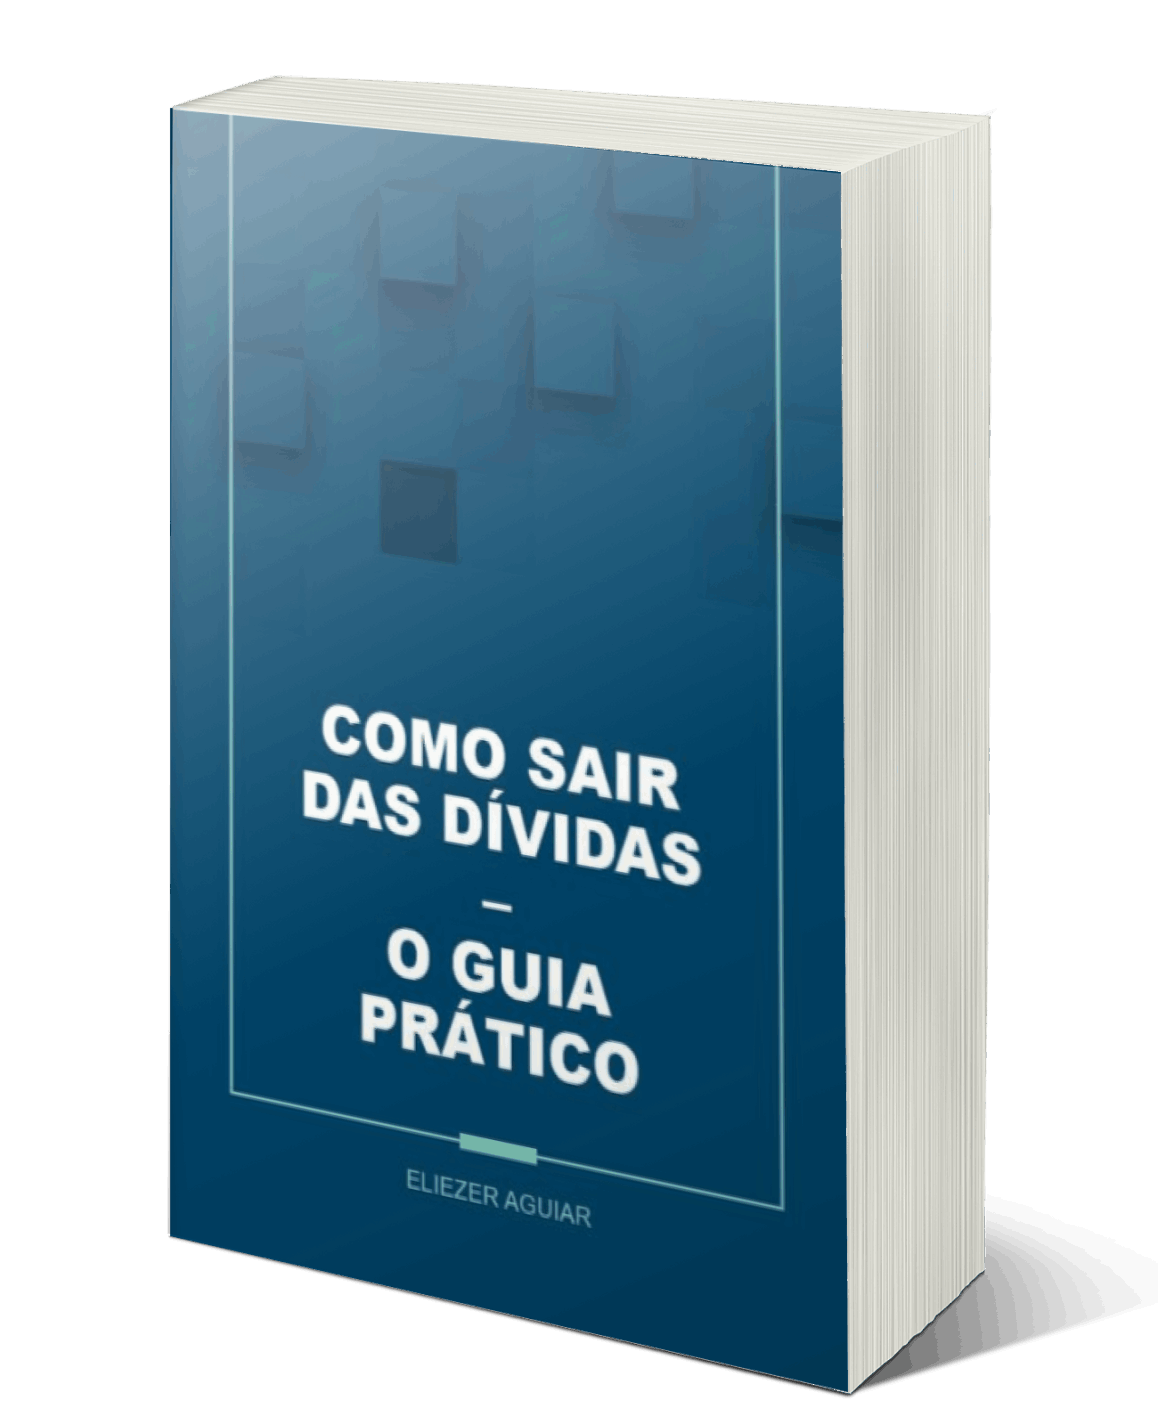 COMO SAIR
DAS DÍVIDAS
–
O GUIA
PRÁTICO
ELIEZER AGUIAR